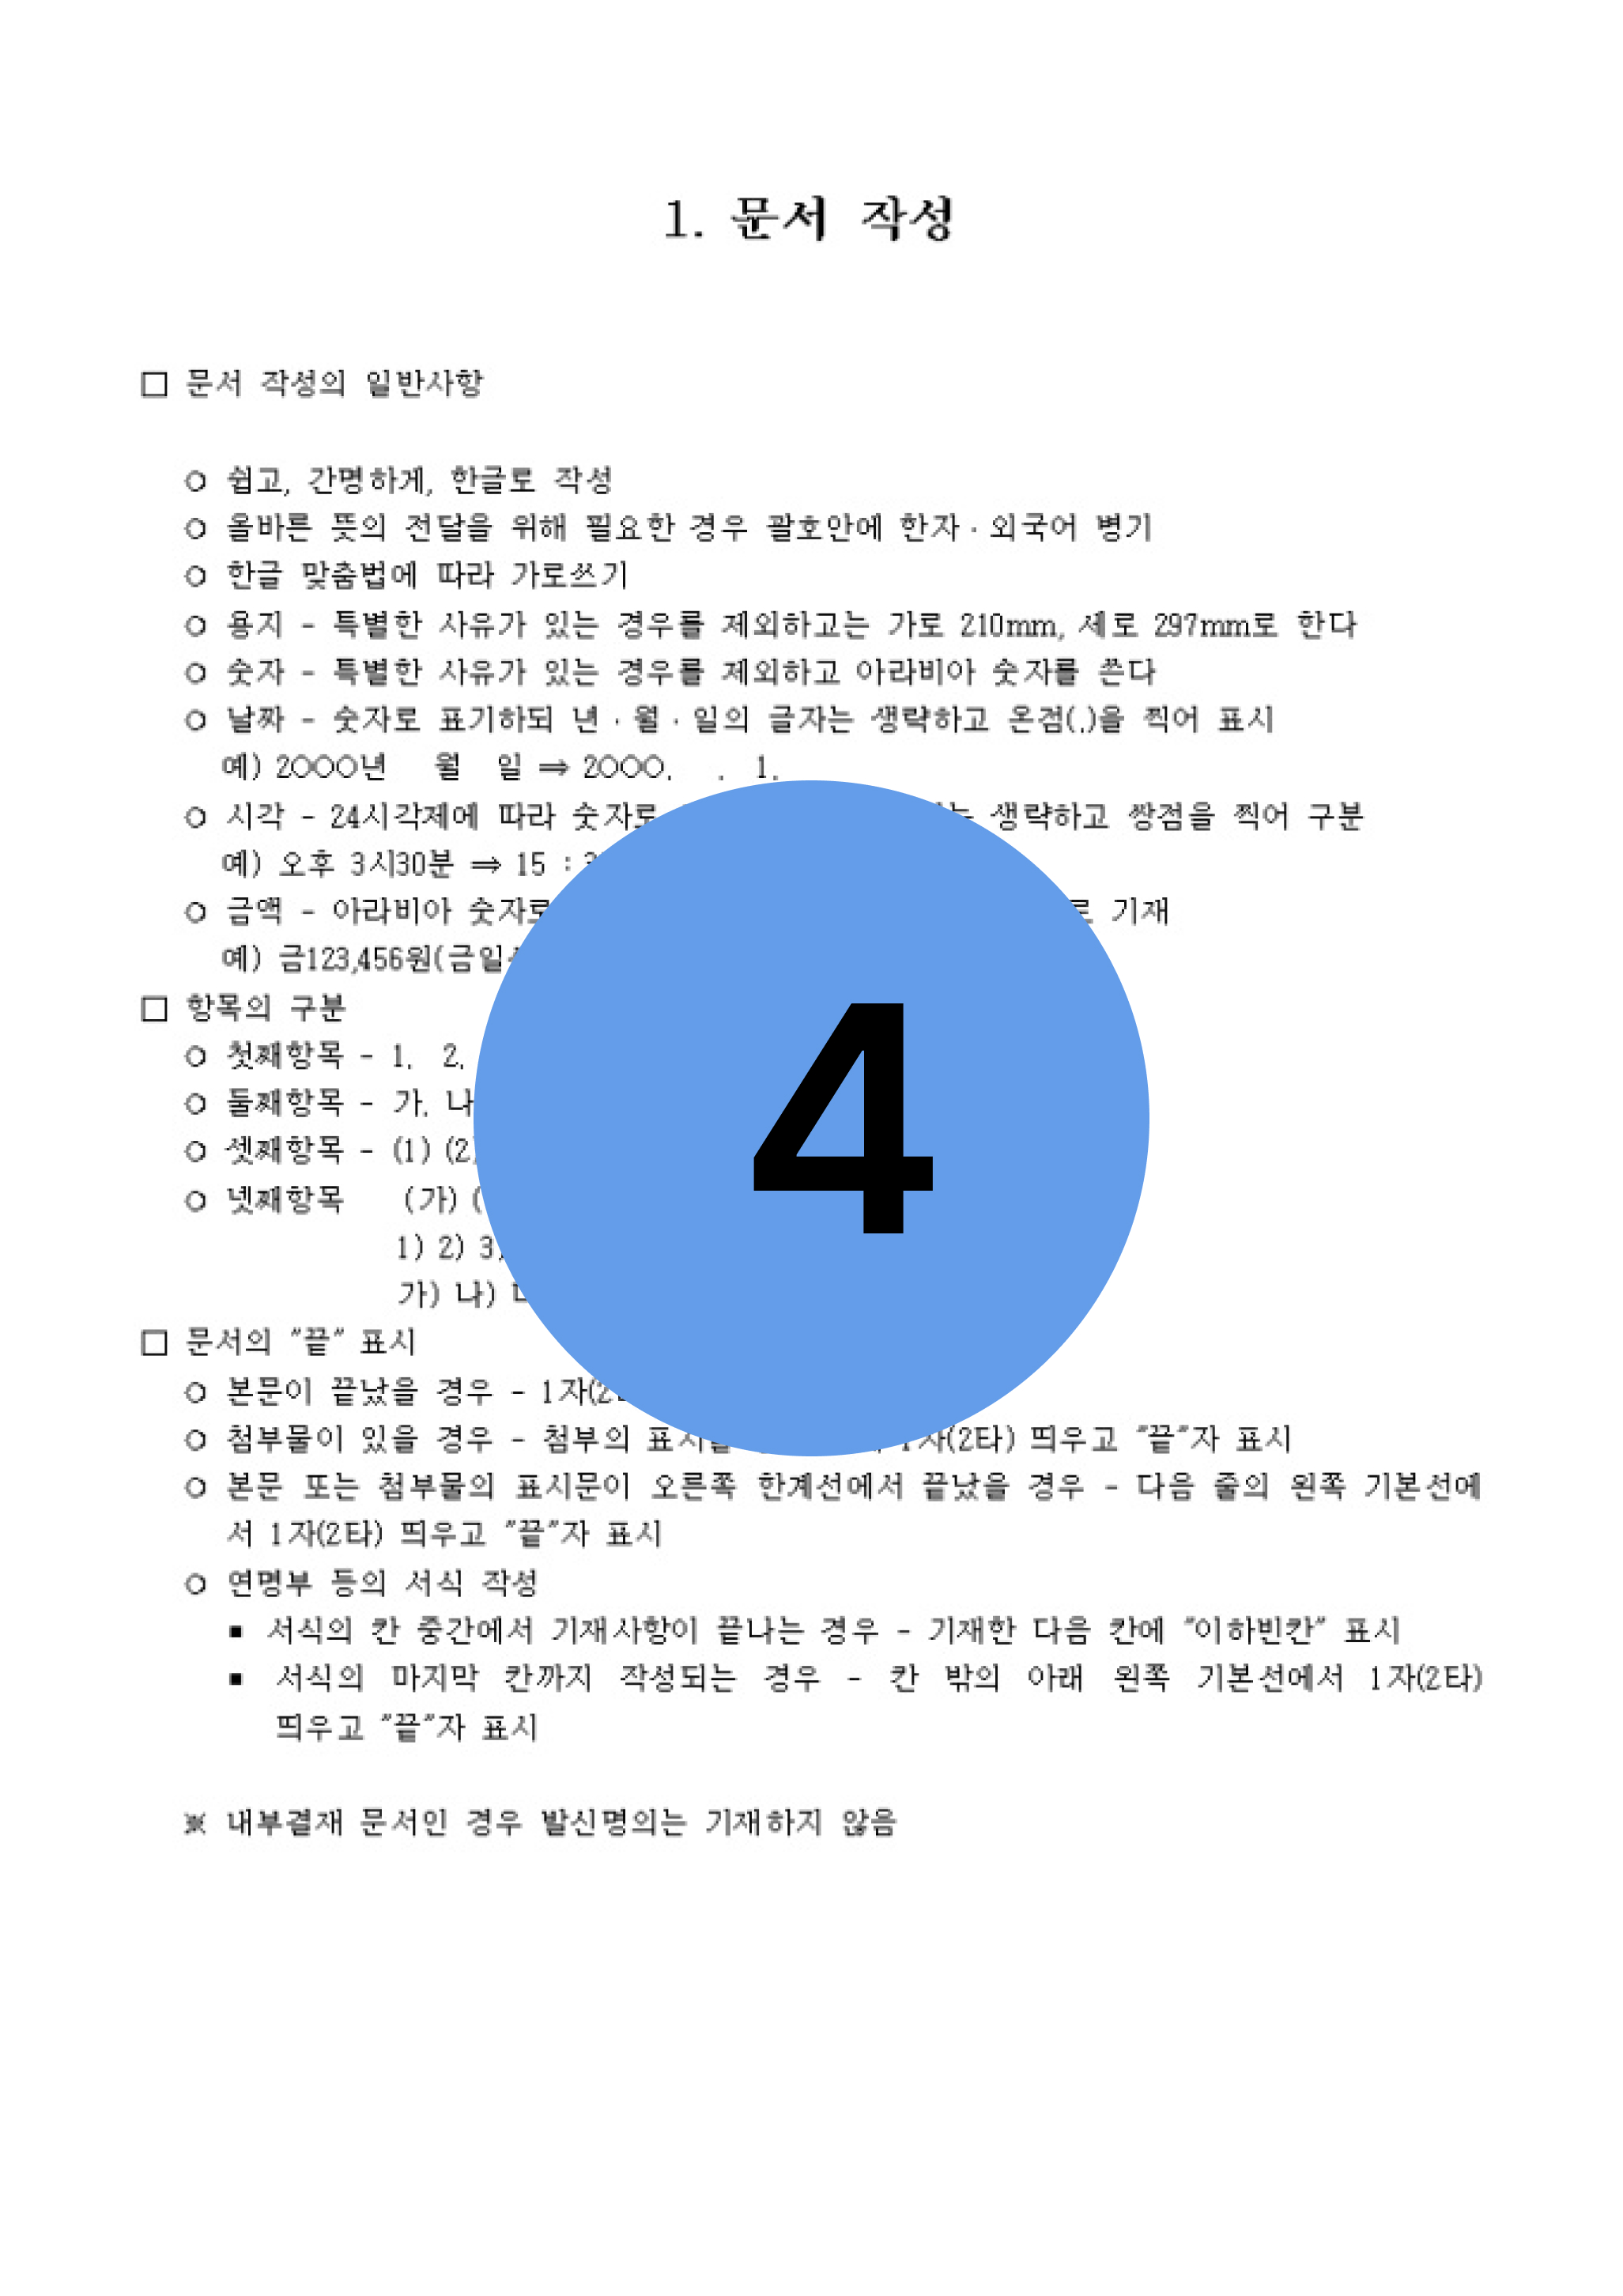 1. 문서 작성
□ 문서 작성의 일반사항
○ 쉽고, 간명하게, 한글로 작성
○ 올바른 뜻의 전달을 위해 필요한 경우 괄호안에 한자·외국어 병기
○ 한글 맞춤법에 따라 가로쓰기
○ 용지 - 특별한 사유가 있는 경우를 제외하고는 가로 210mm, 세로 297mm로 한다
○ 숫자 - 특별한 사유가 있는 경우를 제외하고 아라비아 숫자를 쓴다
○ 날짜 - 숫자로 표기하되 년·월·일의 글자는 생략하고 온점(.)을 찍어 표시
예) 2○○○년 월 일 ⇒ 2○○○. . 1.
○ 시각 - 24시각제에 따라 숫자로 생략하고 쌍점을 찍어 구분
예) 오후 3시30분 ⇒ 15 :
○ 금액 - 아라비아 숫자로 기재
예) 금123,456원(금일
□ 항목의 구분
○ 첫째항목 - 1. 2.
○ 둘째항목 - 가. 나
○ 셋째항목 - (1) (2)
○ 넷째항목 (가) (
1) 2) 3
가) 나)
4
□ 문서의 "끝" 표시
○ 본문이 끝났을 경우 - 1자(2
○ 첨부물이 있을 경우 - 첨부의 1자(2타) 띄우고 "끝"자 표시
○ 본문 또는 첨부물의 표시문이 오른쪽 한계선에서 끝났을 경우 - 다음 줄의 왼쪽 기본선에
서 1자(2타) 띄우고 "끝"자 표시
○ 연명부 등의 서식 작성
▪ 서식의 칸 중간에서 기재사항이 끝나는 경우 - 기재한 다음 칸에 "이하빈칸" 표시
▪ 서식의 마지막 칸까지 작성되는 경우 - 칸 밖의 아래 왼쪽 기본선에서 1자(2타)
띄우고 "끝"자 표시
※ 내부결재 문서인 경우 발신명의는 기재하지 않음